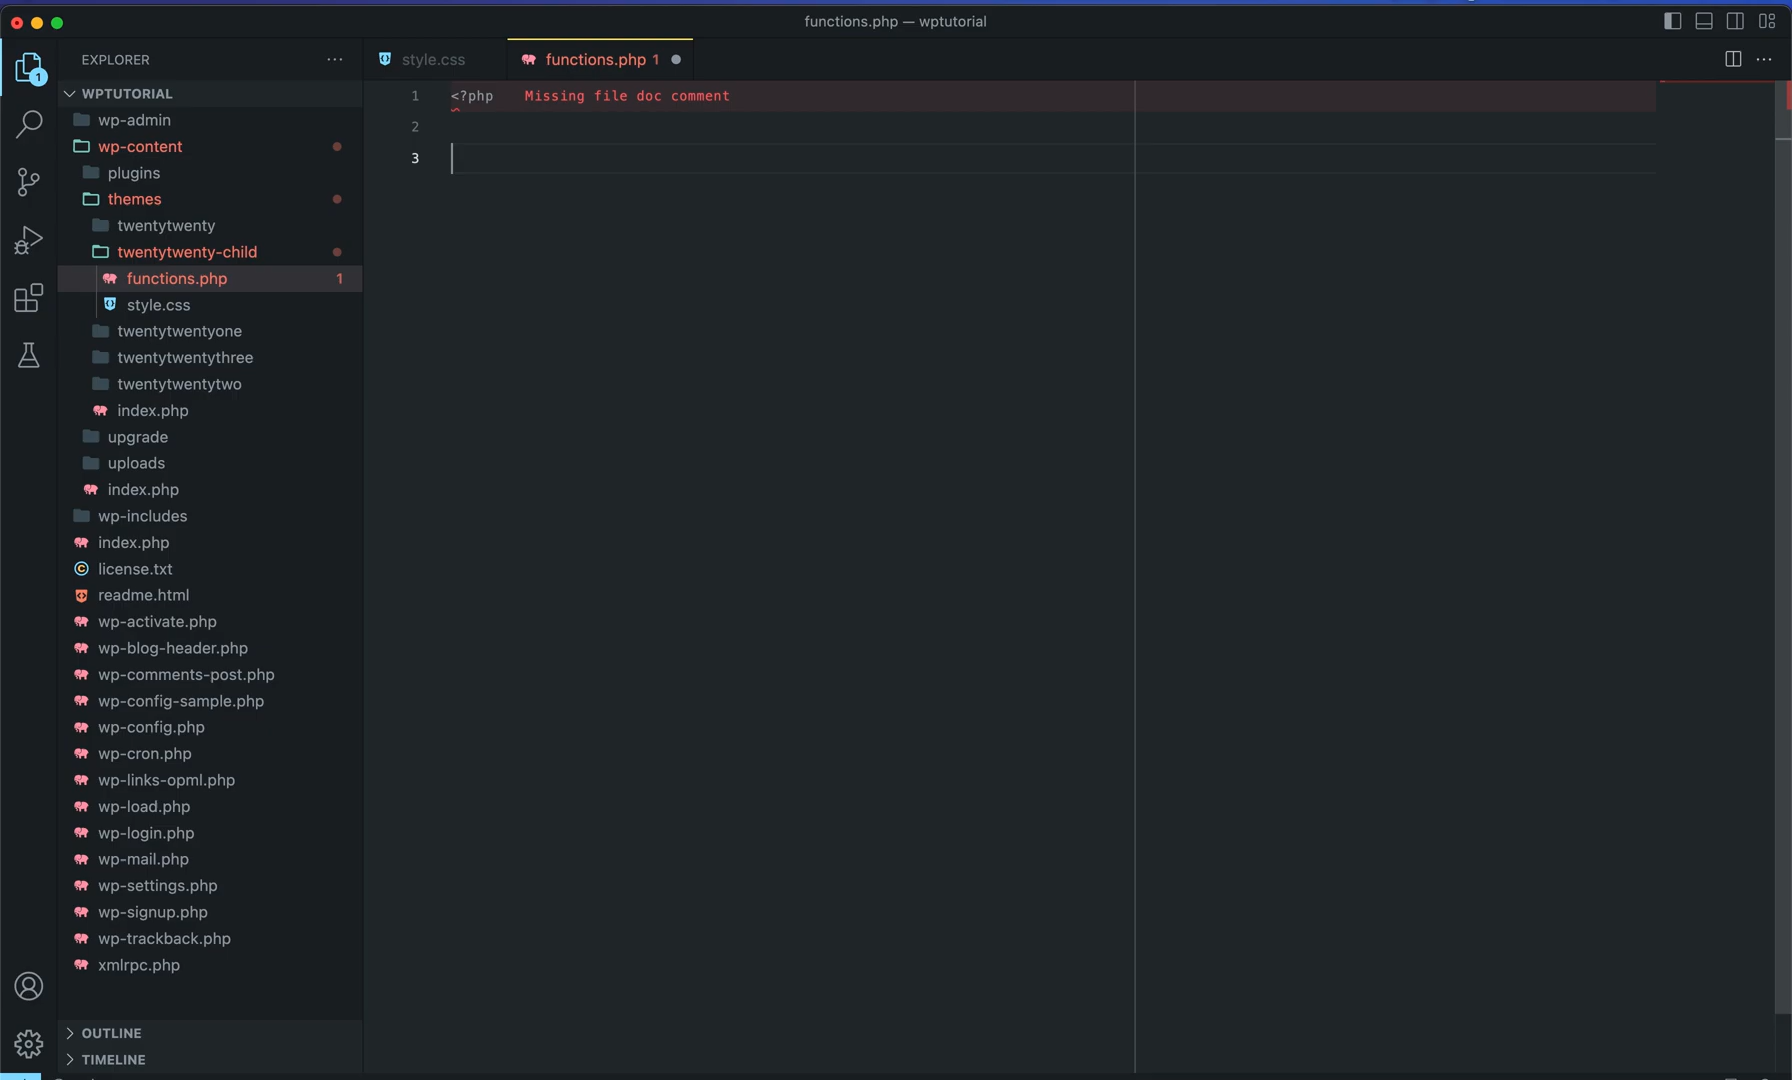 functions.php — wptutorial
EXPLORER
style.css
functions.php 1
1
WPTUTORIAL
wp-admin
wp-content
plugins
themes
twentytwenty
twentytwenty-child
functions.php 1
style.css
twentytwentyone
twentytwentythree
twentytwentytwo
index.php
upgrade
uploads
index.php
wp-includes
index.php
license.txt
readme.html
wp-activate.php
wp-blog-header.php
wp-comments-post.php
wp-config-sample.php
wp-config.php
wp-cron.php
wp-links-opml.php
wp-load.php
wp-login.php
wp-mail.php
wp-settings.php
wp-signup.php
wp-trackback.php
xmlrpc.php
OUTLINE
TIMELINE
1 <?php Missing file doc comment
2
3